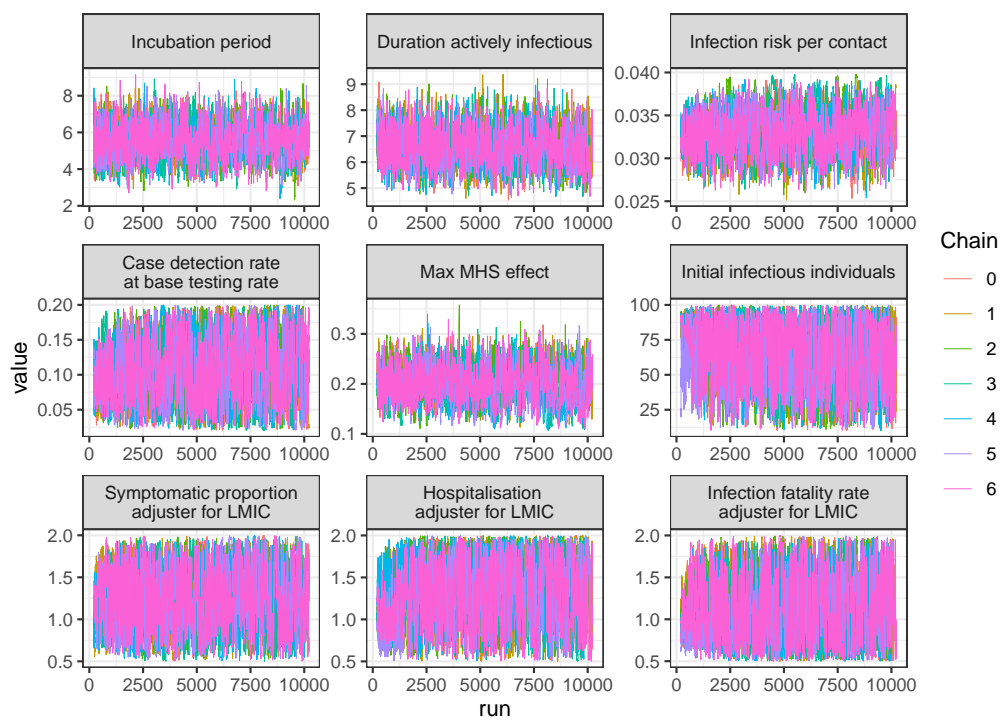 Incubation period
Duration actively infectious
Infection risk per contact
8
6
4
2
0 2500 5000 7500 10000
9
8
7
6
5
0 2500 5000 7500 10000
0.040
0.035
0.030
0.025
0 2500 5000 7500 10000
Case detection rate
at base testing rate
Max MHS effect
Initial infectious individuals
0.20
0.15
0.10
0.05
0 2500 5000 7500 10000
0.3
0.2
0.1
0 2500 5000 7500 10000
100
75
50
25
0 2500 5000 7500 10000
Symptomatic proportion
adjuster for LMIC
Hospitalisation
adjuster for LMIC
Infection fatality rate
adjuster for LMIC
2.0
1.5
1.0
0.5
0 2500 5000 7500 10000
2.0
1.5
1.0
0.5
0 2500 5000 7500 10000
2.0
1.5
1.0
0.5
0 2500 5000 7500 10000
value
run
Chain
0
1
2
3
4
5
6